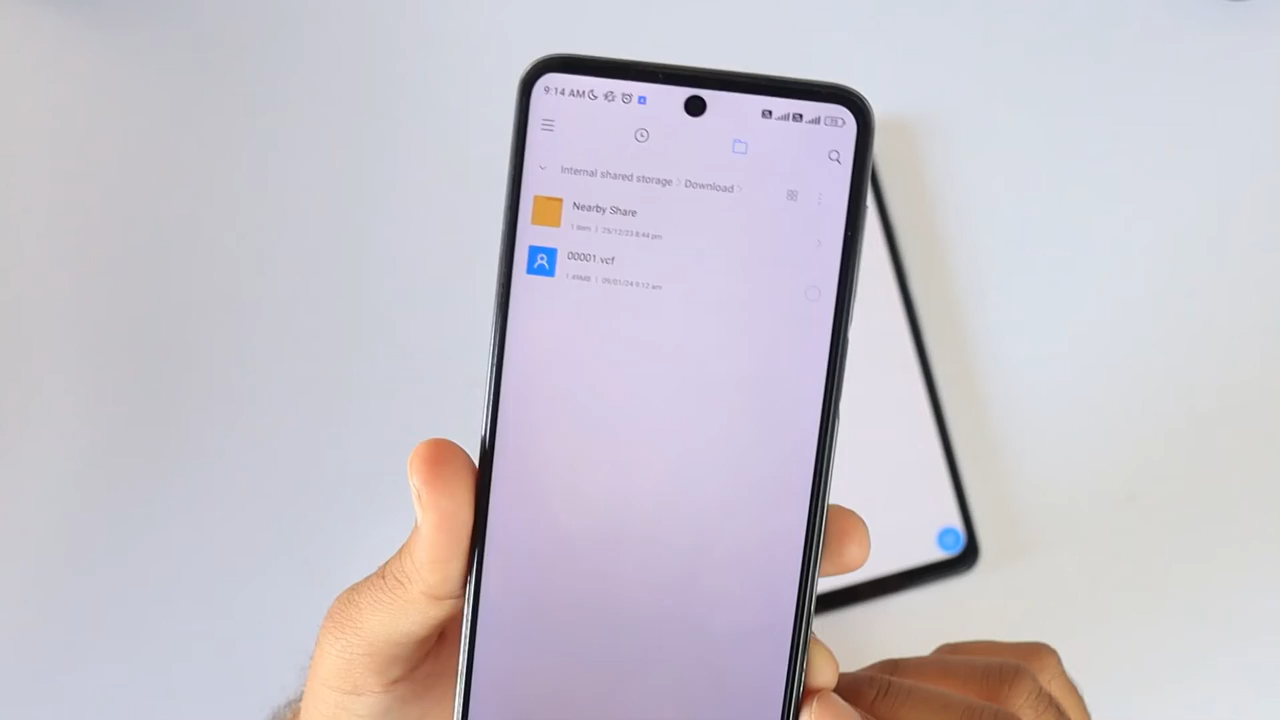 9:14 AM
Internal shared storage > Download >
Nearby Share
1 item | 25/12/23 8:44 pm
00001.vcf
1.49MB | 09/01/24 9:12 am